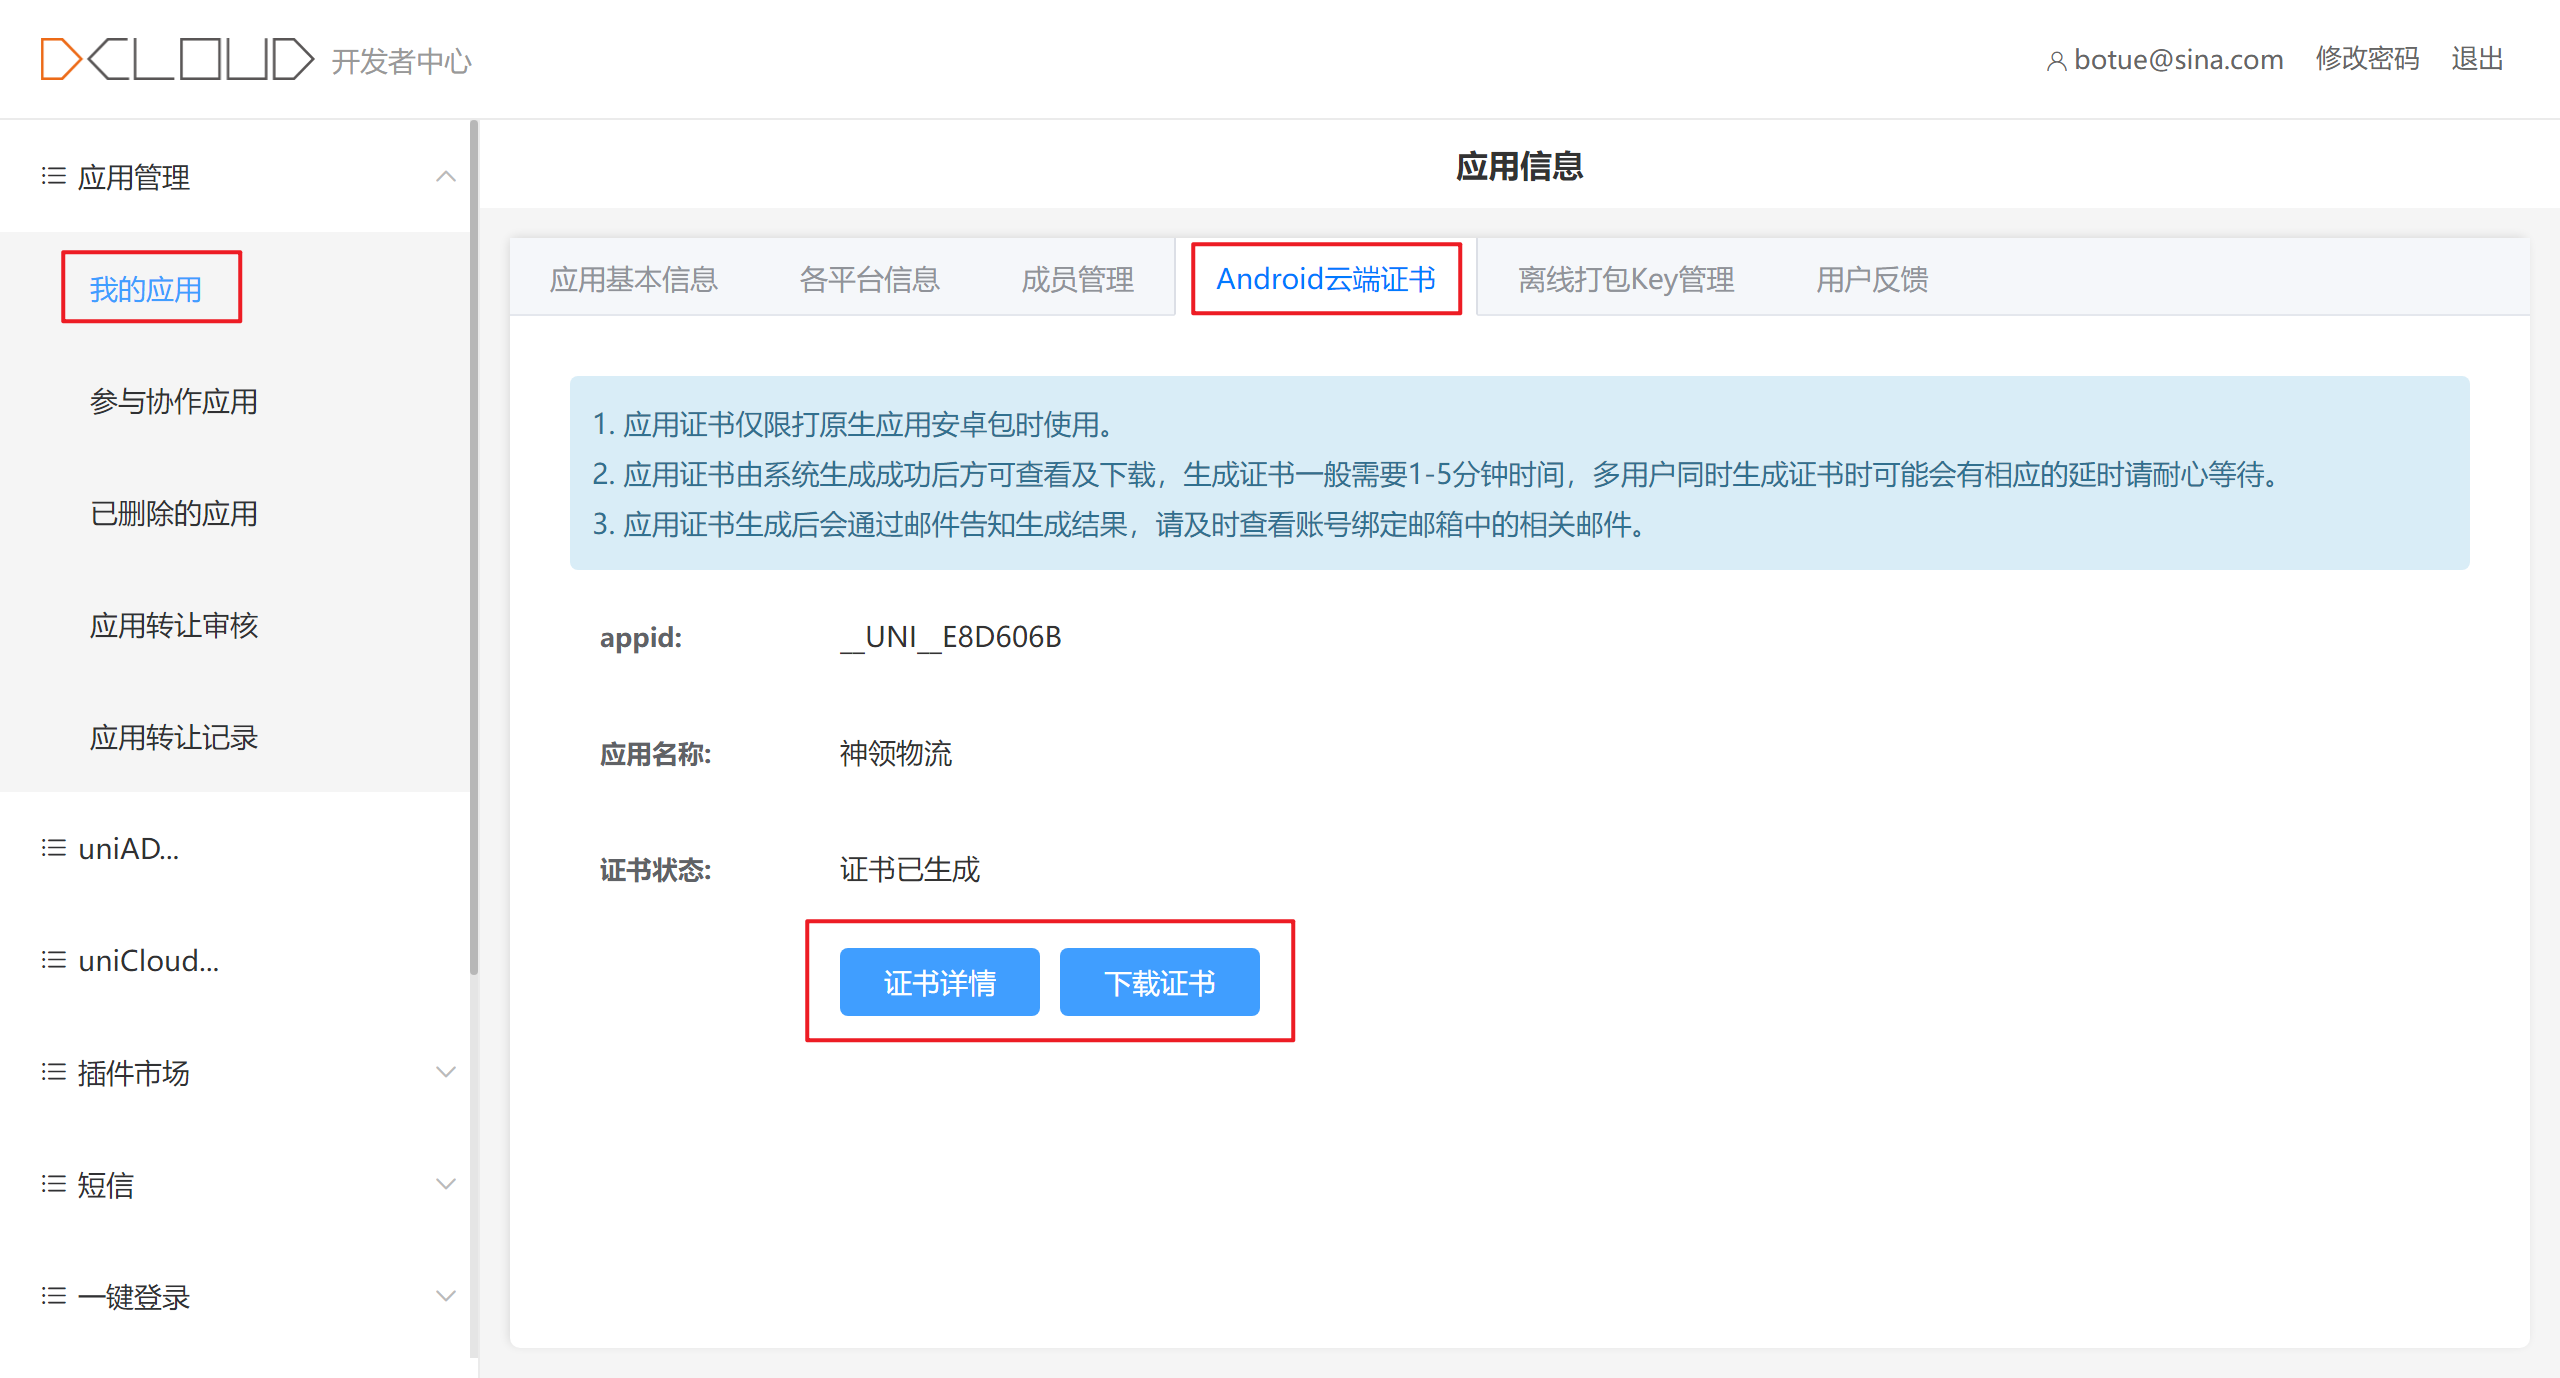 DCLOUD 开发者中心
botue@sina.com 修改密码 退出
应用管理
我的应用
参与协作应用
已删除的应用
应用转让审核
应用转让记录
uniAD...
uniCloud...
插件市场
短信
一键登录
应用信息
应用基本信息 各平台信息 成员管理 Android云端证书 离线打包Key管理 用户反馈
1. 应用证书仅限打原生应用安卓包时使用。
2. 应用证书由系统生成成功后方可查看及下载，生成证书一般需要1-5分钟时间，多用户同时生成证书时可能会有相应的延时请耐心等待。
3. 应用证书生成后会通过邮件告知生成结果，请及时查看账号绑定邮箱中的相关邮件。
appid: __UNI__E8D606B
应用名称: 神领物流
证书状态: 证书已生成
证书详情 下载证书